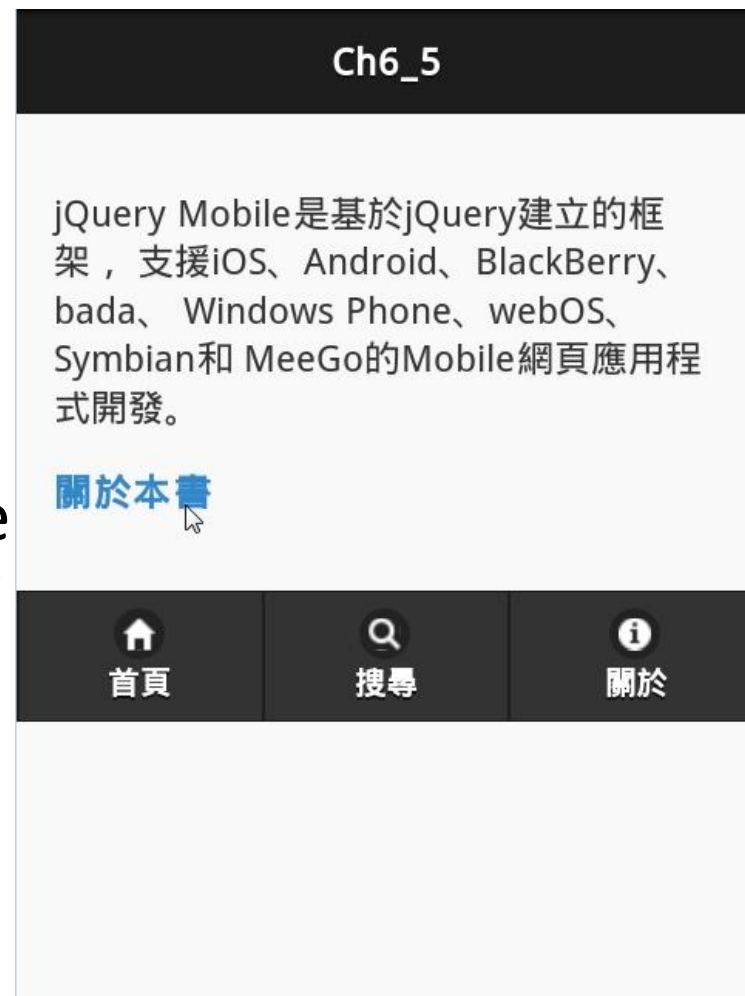 Ch6_5
jQuery Mobile是基於jQuery建立的框
架 ， 支援iOS、Android、BlackBerry、
bada、 Windows Phone、webOS、
Symbian和 MeeGo的Mobile網頁應用程
式開發。
關於本書
e
首頁
搜尋
關於